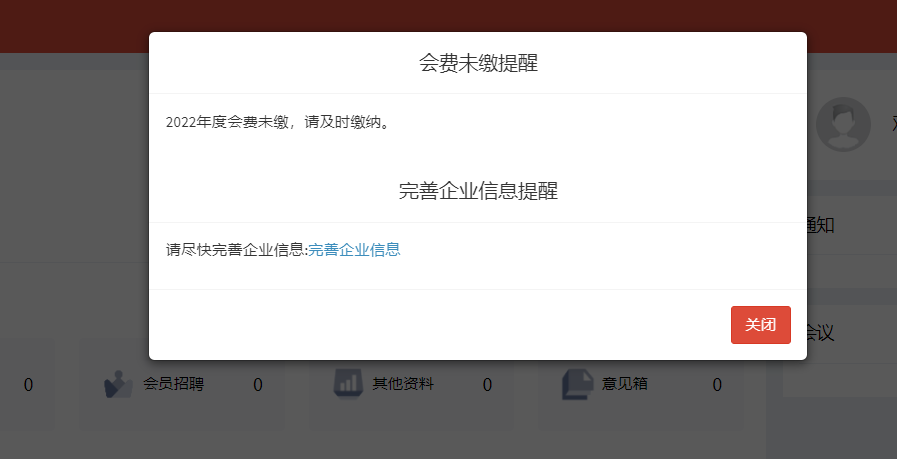 会费未缴提醒
2022年度会费未缴，请及时缴纳。
完善企业信息提醒
请尽快完善企业信息:完善企业信息
关闭
通知
会议
0
会员招聘 0
其他资料 0
意见箱 0